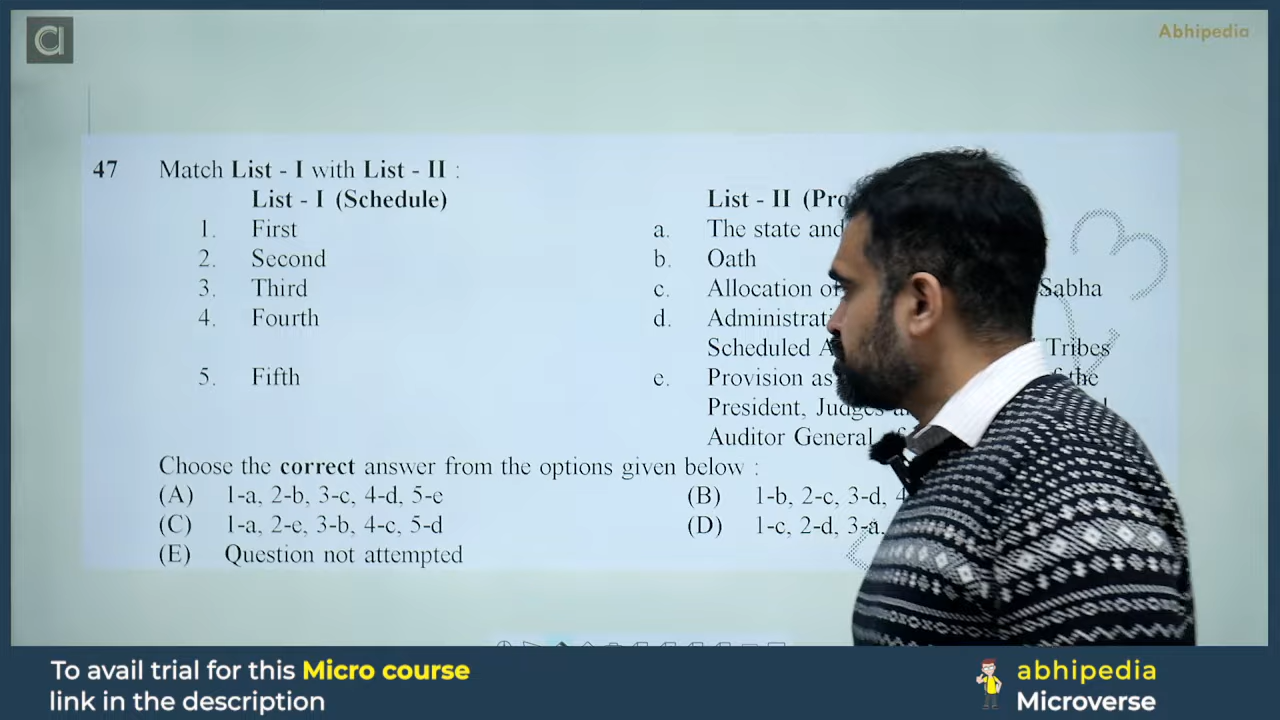 Abhipedia
47 Match List - I with List - II :
List - I (Schedule) List - II
1. First a. The state and
2. Second b. Oath
3. Third c. Allocation Sabha
4. Fourth d.
Scheduled Tribes
5. Fifth e. Provision as the
President, Judges
Auditor General
Choose the correct answer from the options given below :
(A) 1-a, 2-b, 3-c, 4-d, 5-e (B) 1-b, 2-c, 3-d,
(C) 1-a, 2-e, 3-b, 4-c, 5-d (D) 1-c, 2-d, 3-a,
(E) Question not attempted
To avail trial for this Micro course
link in the description
abhipedia
Microverse